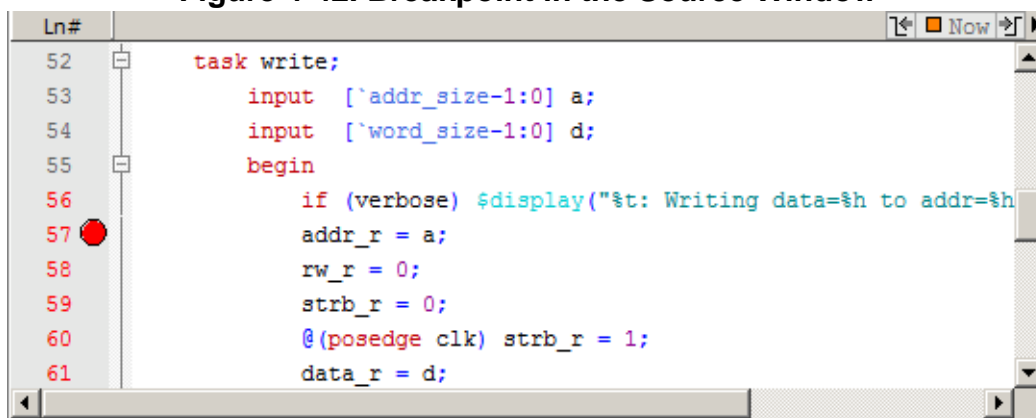 Ln#
Now
52 task write;
53 input [`addr_size-1:0] a;
54 input [`word_size-1:0] d;
55 begin
56 if (verbose) $display("%t: Writing data=%h to addr=%h
57 addr_r = a;
58 rw_r = 0;
59 strb_r = 0;
60 @(posedge clk) strb_r = 1;
61 data_r = d;